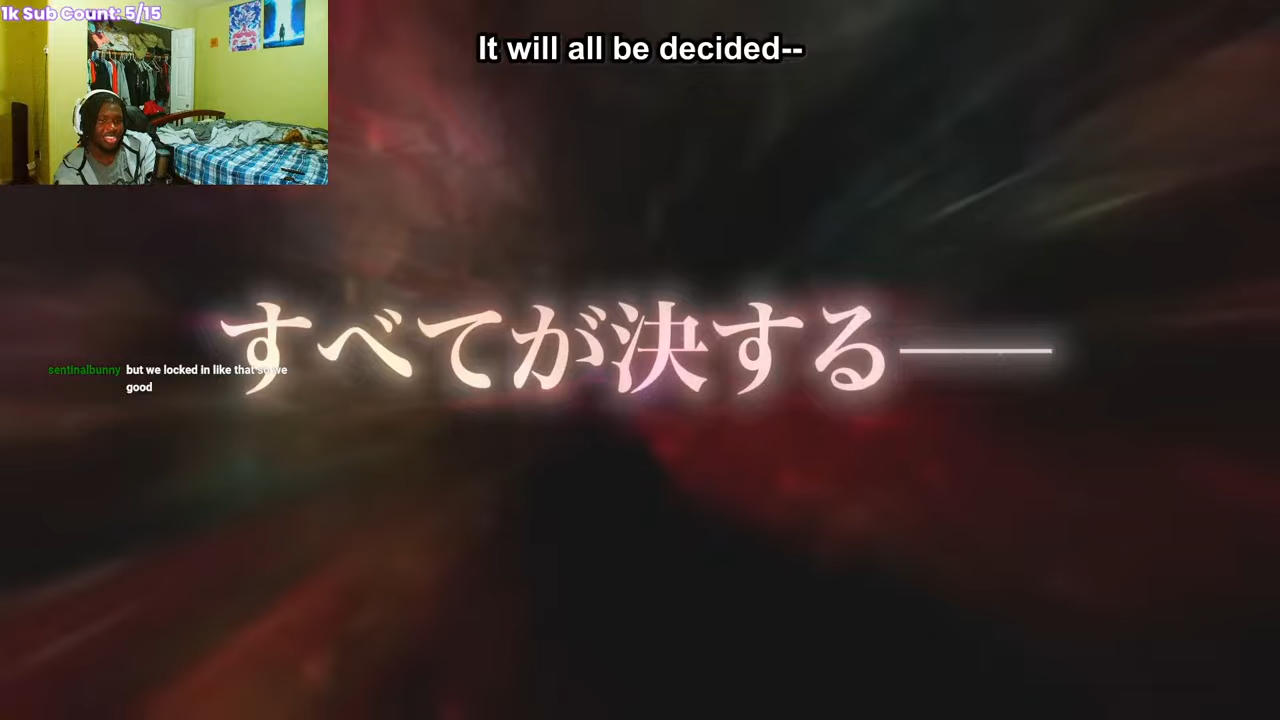 1k Sub Count: 5/15
It will all be decided--
すべてが決する――
sentinalbunny but we locked in like that so we
good